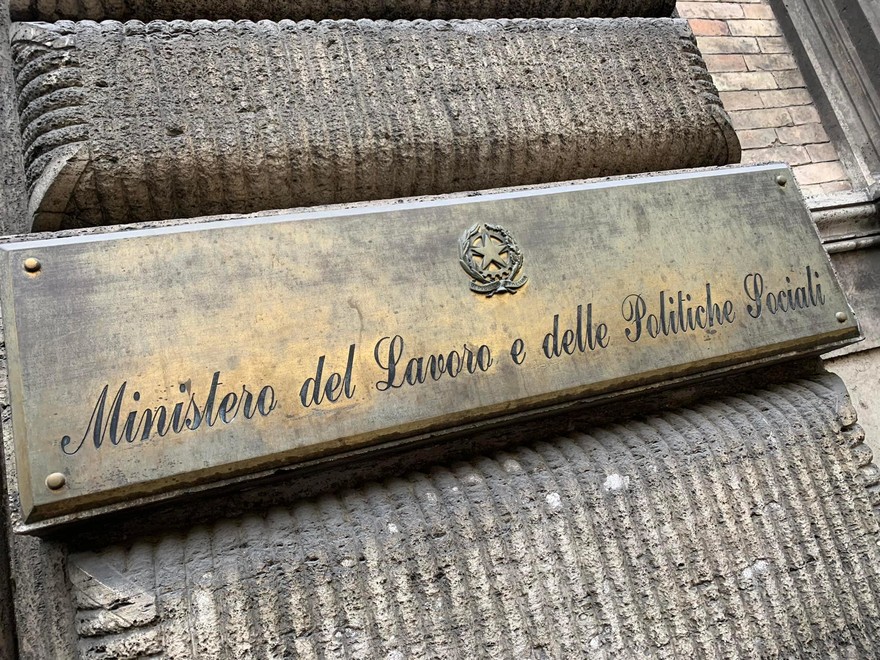 Ministero del Lavoro e delle Politiche Sociali